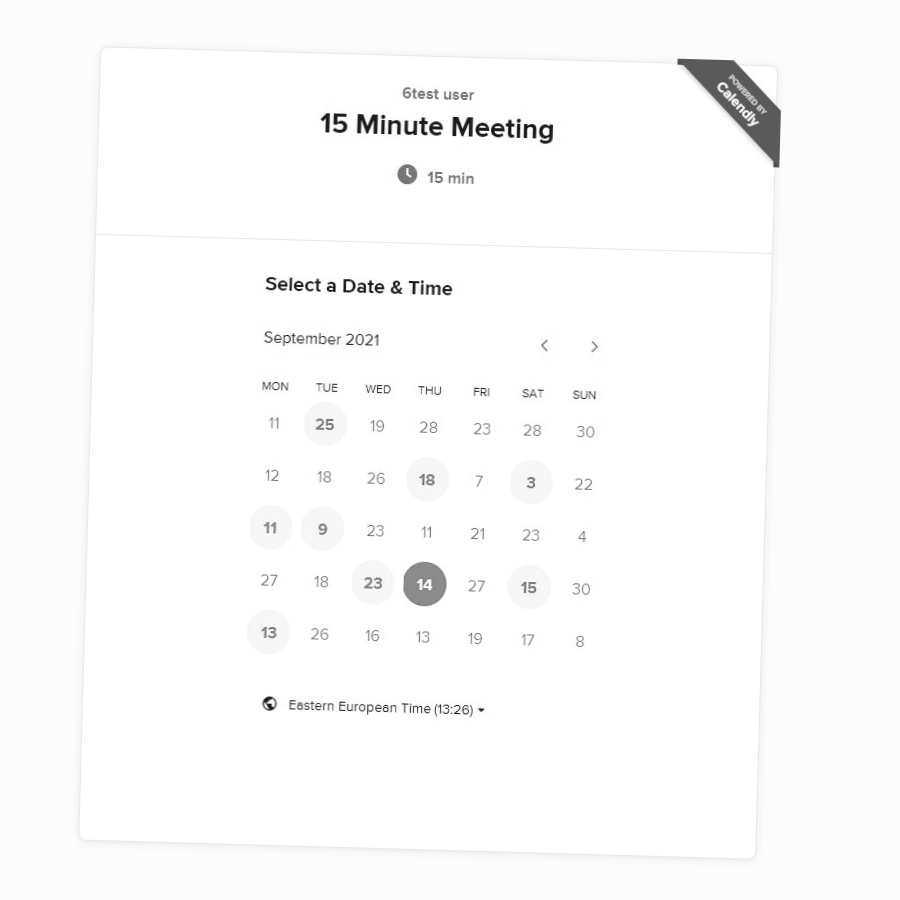 POWERED BY
Calendly
6test user
15 Minute Meeting
15 min
Select a Date & Time
September 2021
MON TUE WED THU FRI SAT SUN
11 25 19 28 23 28 30
12 18 26 18 7 3 22
11 9 23 11 21 23 4
27 18 23 14 27 15 30
13 26 16 13 19 17 8
Eastern European Time (13:26)